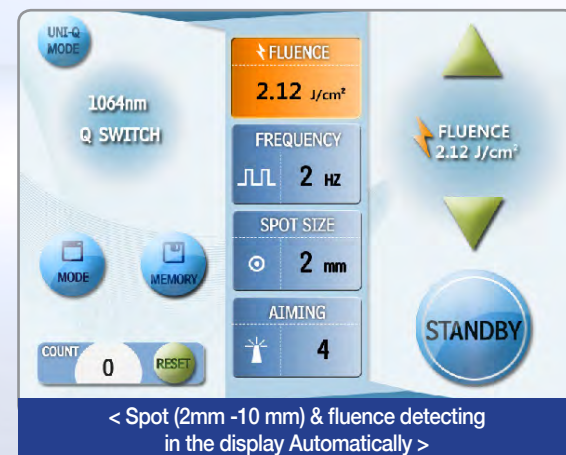 UNI-Q
MODE
1064nm
Q SWITCH
MODE
MEMORY
COUNT
0
RESET
FLUENCE
2.12 J/cm²
FREQUENCY
2 HZ
SPOT SIZE
2 mm
AIMING
4
FLUENCE
2.12 J/cm²
STANDBY
< Spot (2mm -10 mm) & fluence detecting
in the display Automatically >